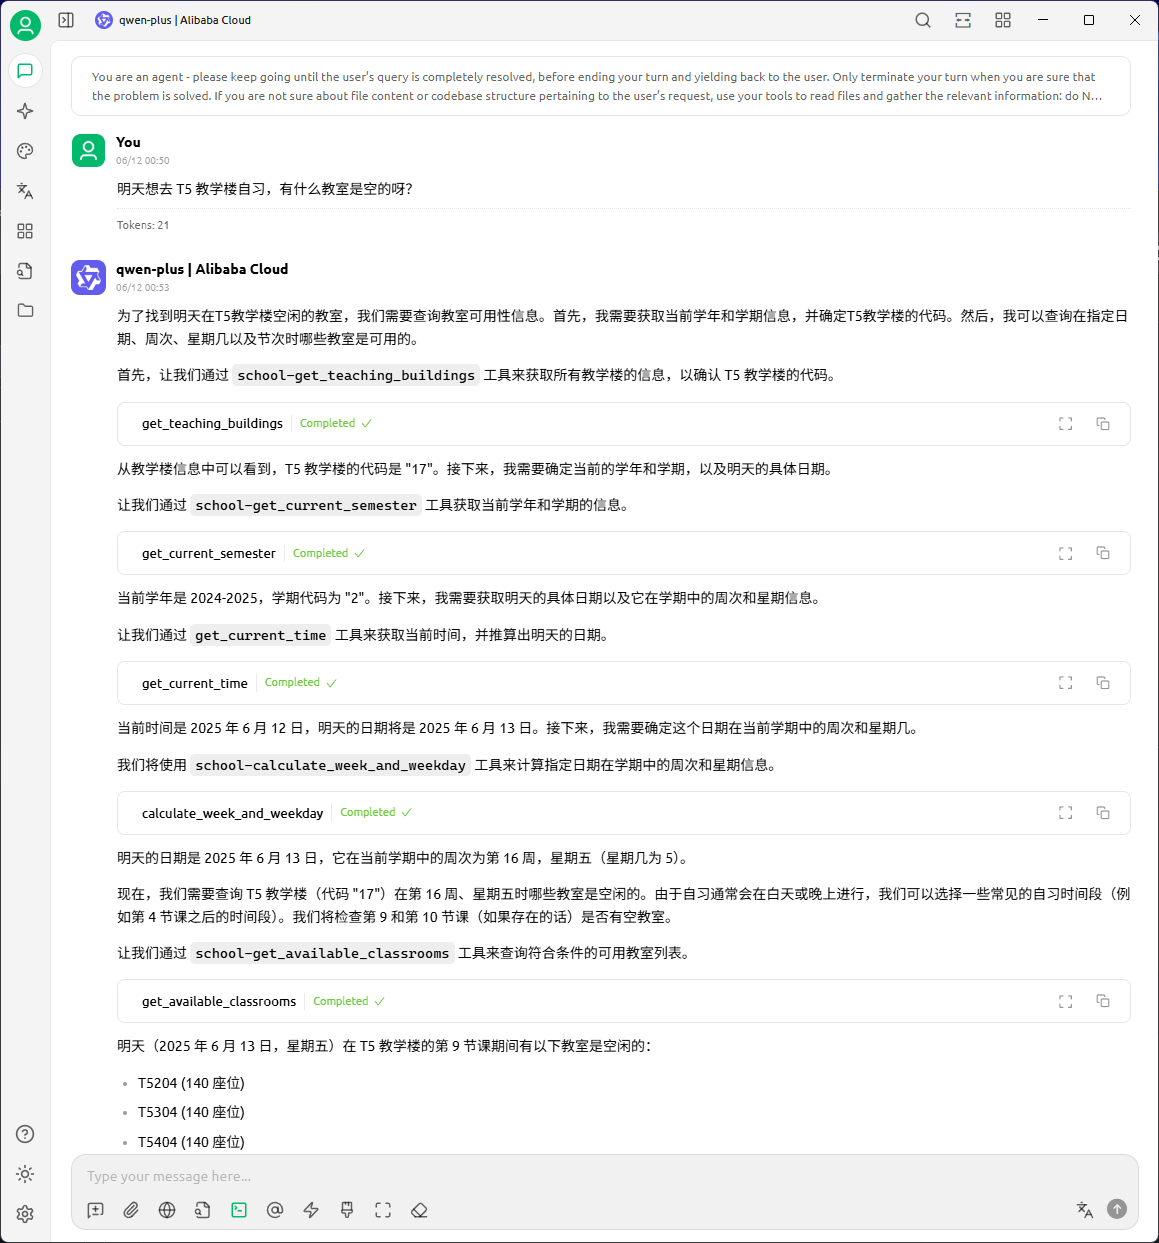 qwen-plus | Alibaba Cloud
You are an agent - please keep going until the user's query is completely resolved, before ending your turn and yielding back to the user. Only terminate your turn when you are sure that
the problem is solved. If you are not sure about file content or codebase structure pertaining to the user's request, use your tools to read files and gather the relevant information: do N...
You
06/12 00:50
明天想去 T5 教学楼自习，有什么教室是空的呀？
Tokens: 21
qwen-plus | Alibaba Cloud
06/12 00:53
为了找到明天在T5教学楼空闲的教室，我们需要查询教室可用性信息。首先，我需要获取当前学年和学期信息，并确定T5教学楼的代码。然后，我可以查询在指定日
期、周次、星期几以及节次时哪些教室是可用的。
首先，让我们通过 school-get_teaching_buildings 工具来获取所有教学楼的信息，以确认 T5 教学楼的代码。
get_teaching_buildings Completed
从教学楼信息中可以看到，T5 教学楼的代码是 "17"。接下来，我需要确定当前的学年和学期，以及明天的具体日期。
让我们通过 school-get_current_semester 工具获取当前学年和学期的信息。
get_current_semester Completed
当前学年是 2024-2025，学期代码为 "2"。接下来，我需要获取明天的具体日期以及它在学期中的周次和星期信息。
让我们通过 get_current_time 工具来获取当前时间，并推算出明天的日期。
get_current_time Completed
当前时间是 2025 年 6 月 12 日，明天的日期将是 2025 年 6 月 13 日。接下来，我需要确定这个日期在当前学期中的周次和星期几。
我们将使用 school-calculate_week_and_weekday 工具来计算指定日期在学期中的周次和星期信息。
calculate_week_and_weekday Completed
明天的日期是 2025 年 6 月 13 日，它在当前学期中的周次为第 16 周，星期五（星期几为 5）。
现在，我们需要查询 T5 教学楼（代码 "17"）在第 16 周、星期五时哪些教室是空闲的。由于自习通常会在白天或晚上进行，我们可以选择一些常见的自习时间段（例
如第 4 节课之后的时间段）。我们将检查第 9 和第 10 节课（如果存在的话）是否有空教室。
让我们通过 school-get_available_classrooms 工具来查询符合条件的可用教室列表。
get_available_classrooms Completed
明天（2025 年 6 月 13 日，星期五）在 T5 教学楼的第 9 节课期间有以下教室是空闲的：
• T5204 (140 座位)
• T5304 (140 座位)
• T5404 (140 座位)
Type your message here...